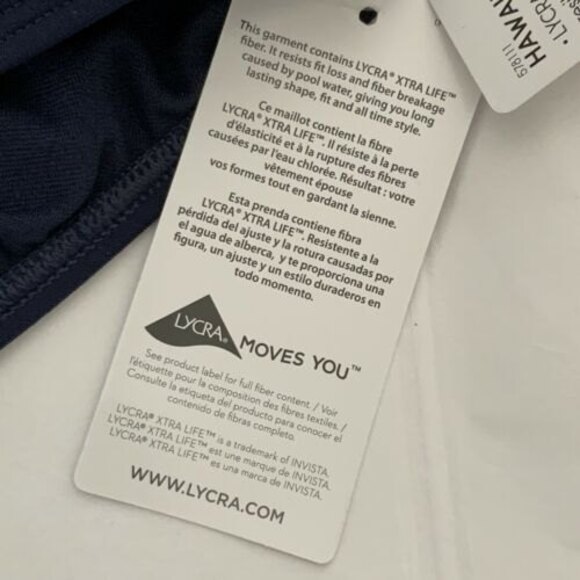 This garment contains LYCRA® XTRA LIFE™
fiber. It resists fit loss and fiber breakage
caused by pool water, giving you long
lasting shape, fit and all time style.
Ce maillot contient la fibre
LYCRA® XTRA LIFE™. Il résiste à la perte
d'élasticité et à la rupture des fibres
causées par l'eau chlorée. Résultat : votre
vêtement épouse
vos formes tout en gardant la sienne.
Esta prenda contiene fibra
LYCRA® XTRA LIFE™. Resistente a la
pérdida del ajuste y la rotura causadas por
el agua de alberca, y te proporciona una
figura, un ajuste y un estilo duraderos en
todo momento.
LYCRA® MOVES YOU™
See product label for full fiber content. / Voir
l'étiquette pour la composition des fibres textiles. /
Consulte la etiqueta del producto para conocer el
contenido de fibras completo.
LYCRA® XTRA LIFE™ is a trademark of INVISTA.
LYCRA® XTRA LIFE™ est une marque de INVISTA.
LYCRA® XTRA LIFE™ es una marca de INVISTA.
WWW.LYCRA.COM
578111
HAWAI
• LYCRA